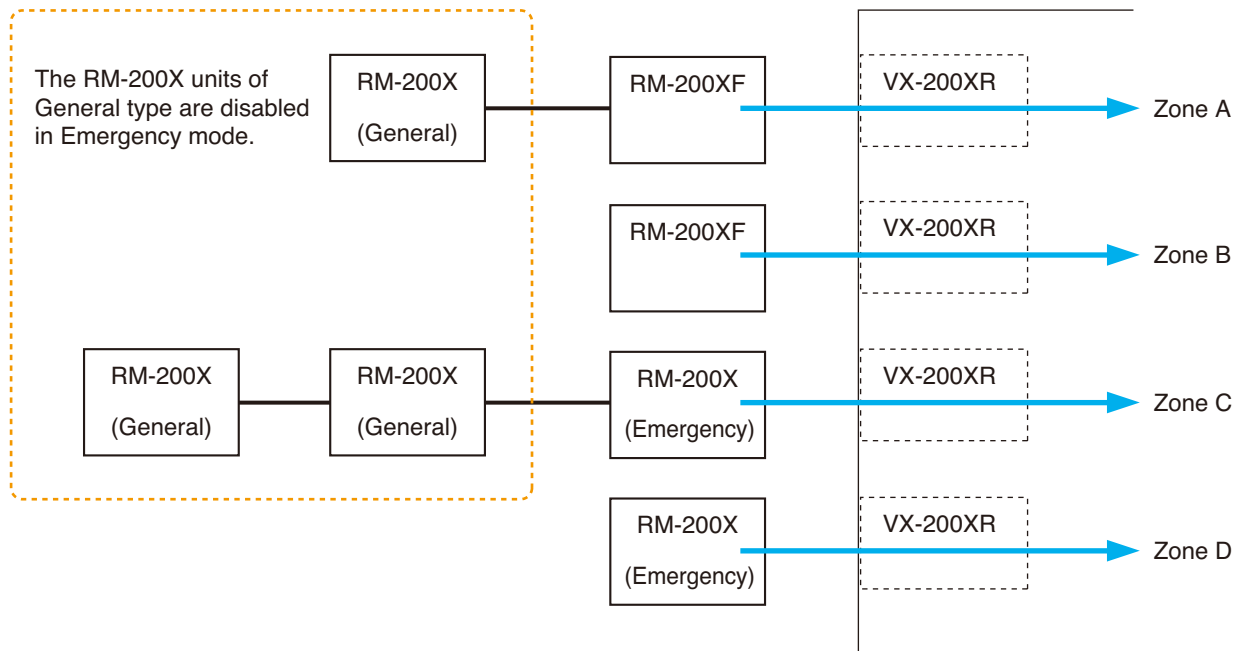 The RM-200X units of
General type are disabled
in Emergency mode.
RM-200X
(General)
RM-200XF
VX-200XR
Zone A
RM-200XF
VX-200XR
Zone B
RM-200X
(General)
RM-200X
(General)
RM-200X
(Emergency)
VX-200XR
Zone C
RM-200X
(Emergency)
VX-200XR
Zone D